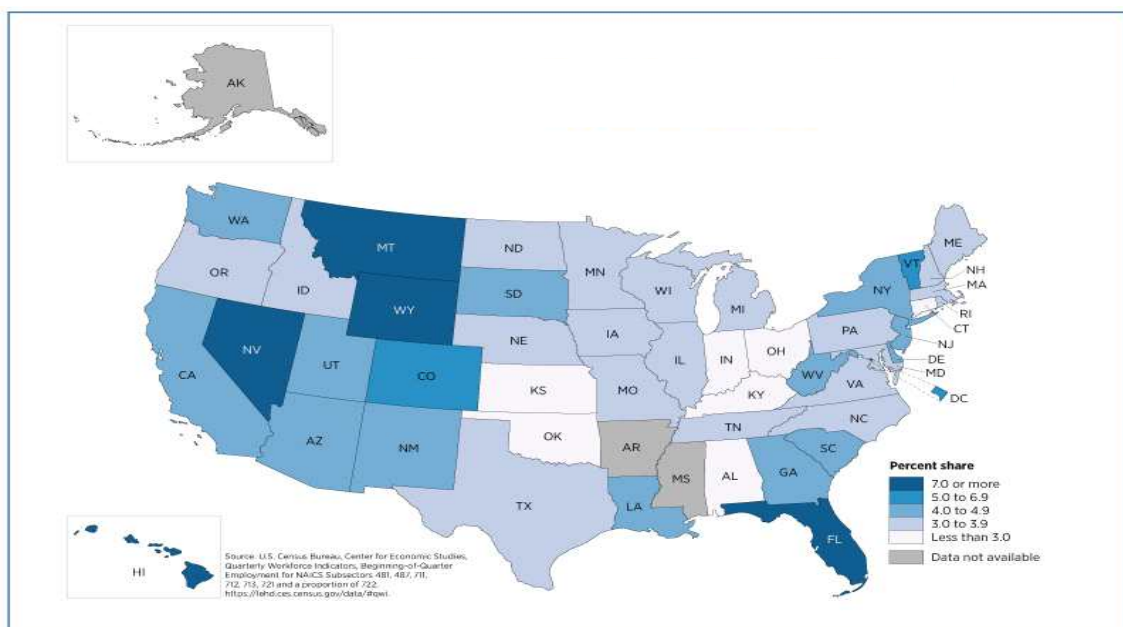 AK
WA
MT
ND
MN
ME
OR
ID
SD
WI
MI
VT
NY
NH
MA
WY
RI
CT
NE
IA
PA
NJ
NV
UT
CO
IL
IN
OH
DE
MD
CA
KS
MO
WV
VA
DC
KY
AZ
NM
OK
AR
TN
NC
SC
TX
MS
AL
GA
LA
FL
Percent share
7.0 or more
5.0 to 6.9
4.0 to 4.9
3.0 to 3.9
Less than 3.0
Data not available
HI
Source: U.S. Census Bureau, Center for Economic Studies,
Quarterly Workforce Indicators, Beginning-of-Quarter
Employment for NAICS Subsectors 481, 487, 711,
712, 713, 721 and a proportion of 722.
https://lehd.ces.census.gov/data/#qwi.